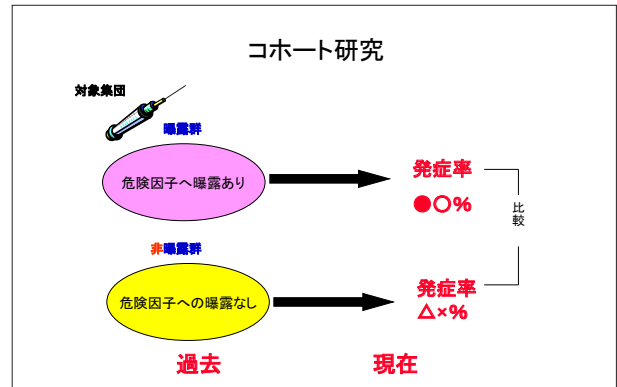 コホート研究
対象集団
曝露群
危険因子へ曝露あり
発症率
●○%
比較
非曝露群
危険因子への曝露なし
発症率
△×%
過去
現在